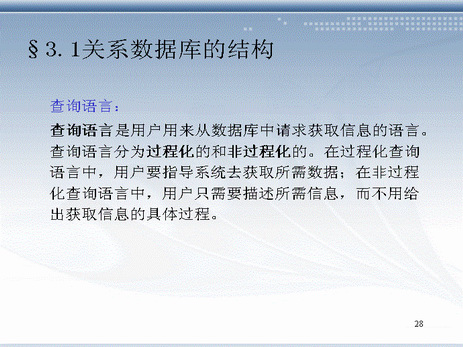 §3.1关系数据库的结构
查询语言：
查询语言是用户用来从数据库中请求获取信息的语言。
查询语言分为过程化的和非过程化的。在过程化查询
语言中，用户要指导系统去获取所需数据；在非过程
化查询语言中，用户只需要描述所需信息，而不用给
出获取信息的具体过程。
28